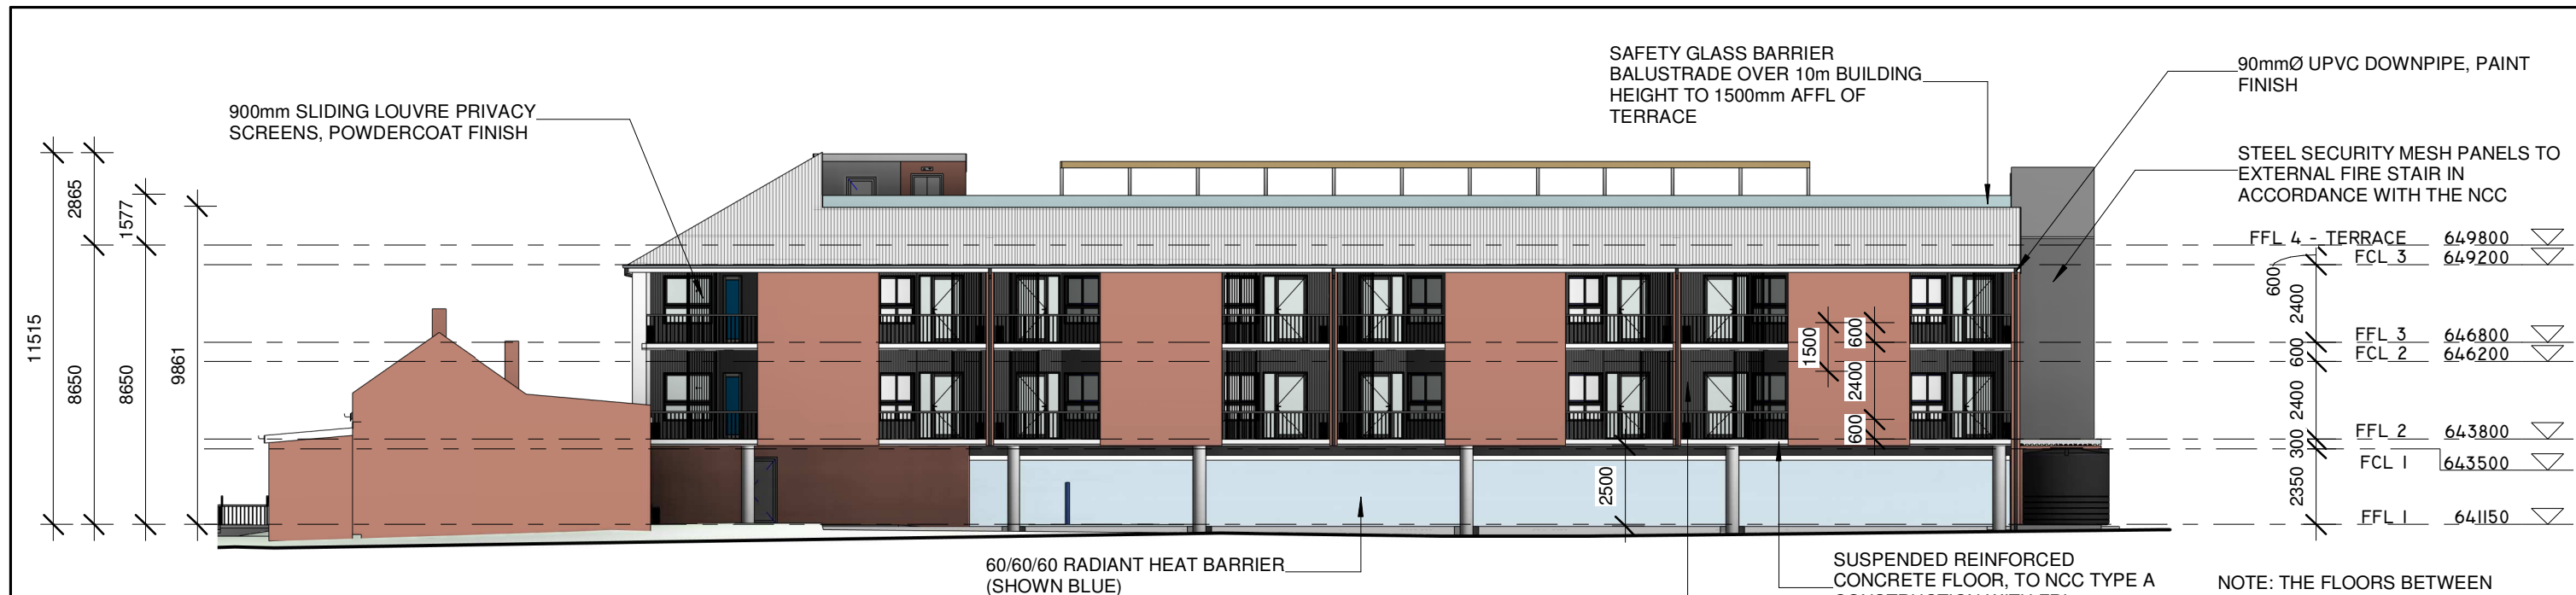 SAFETY GLASS BARRIER
BALUSTRADE OVER 10m BUILDING
HEIGHT TO 1500mm AFFL OF
TERRACE
90mmØ UPVC DOWNPIPE, PAINT
FINISH
900mm SLIDING LOUVRE PRIVACY
SCREENS, POWDERCOAT FINISH
STEEL SECURITY MESH PANELS TO
EXTERNAL FIRE STAIR IN
ACCORDANCE WITH THE NCC
11515
2865
8650
1577
8650
9861
FFL 4 - TERRACE 649800
FCL 3 649200
FFL 3 646800
FCL 2 646200
FFL 2 643800
FCL 1 643500
FFL 1 641150
600
2400
600
2400
300
2350
1500
600
2400
600
2500
60/60/60 RADIANT HEAT BARRIER
(SHOWN BLUE)
SUSPENDED REINFORCED
CONCRETE FLOOR, TO NCC TYPE A
NOTE: THE FLOORS BETWEEN